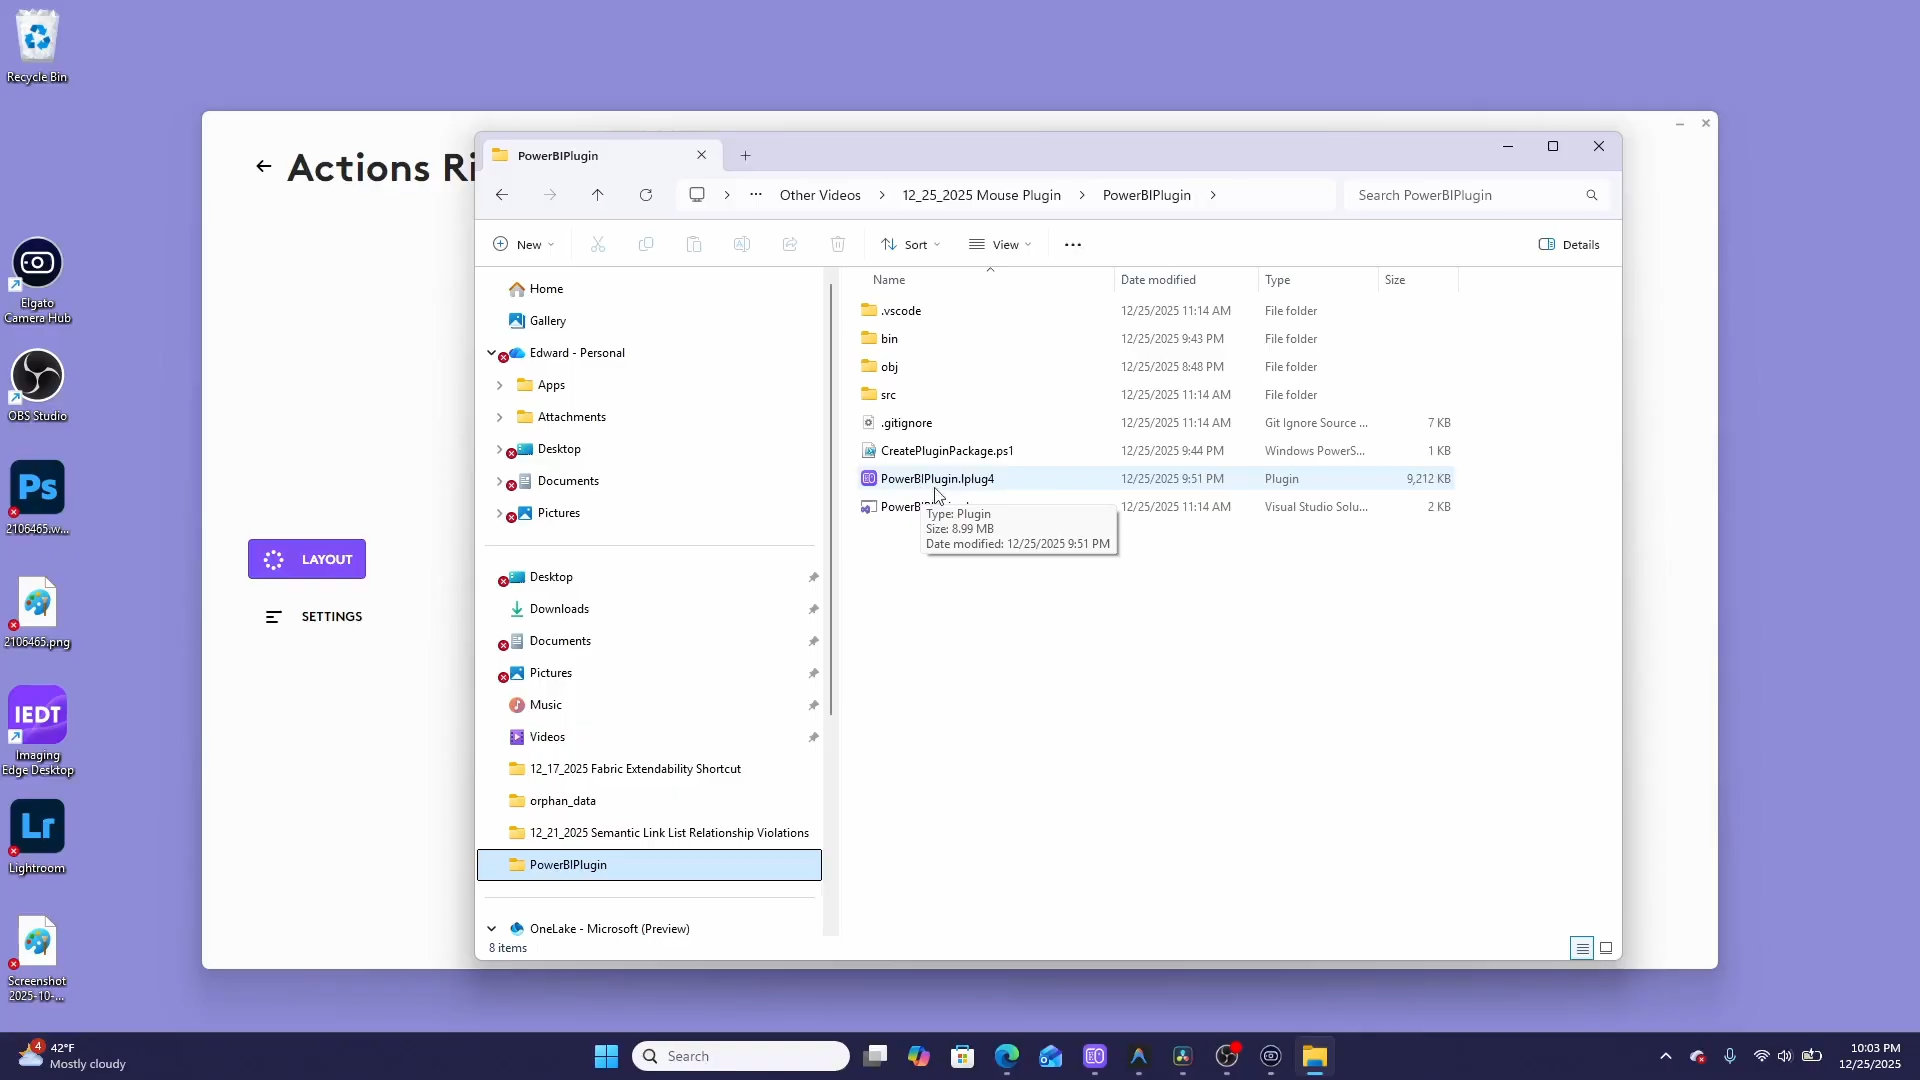 Recycle Bin
Elgato
Camera Hub
OBS Studio
Ps
2106465.w...
2106465.png
IEDT
Imaging
Edge Desktop
Lr
Lightroom
Screenshot
2025-10-...
Actions Ri
LAYOUT
SETTINGS
PowerBIPlugin
Other Videos
12_25_2025 Mouse Plugin
PowerBIPlugin
Search PowerBIPlugin
New
Sort
View
Details
Home
Gallery
Edward - Personal
Apps
Attachments
Desktop
Documents
Pictures
Desktop
Downloads
Documents
Pictures
Music
Videos
12_17_2025 Fabric Extendability Shortcut
orphan_data
12_21_2025 Semantic Link List Relationship Violations
PowerBIPlugin
OneLake - Microsoft (Preview)
8 items
Name Date modified Type Size
.vscode 12/25/2025 11:14 AM File folder
bin 12/25/2025 9:43 PM File folder
obj 12/25/2025 8:48 PM File folder
src 12/25/2025 11:14 AM File folder
.gitignore 12/25/2025 11:14 AM Git Ignore Source ... 7 KB
CreatePluginPackage.ps1 12/25/2025 9:44 PM Windows PowerS... 1 KB
PowerBIPlugin.lplug4 12/25/2025 9:51 PM Plugin 9,212 KB
12/25/2025 11:14 AM Visual Studio Solu... 2 KB
Type: Plugin
Size: 8.99 MB
Date modified: 12/25/2025 9:51 PM
4
42°F
Mostly cloudy
Search
10:03 PM
12/25/2025